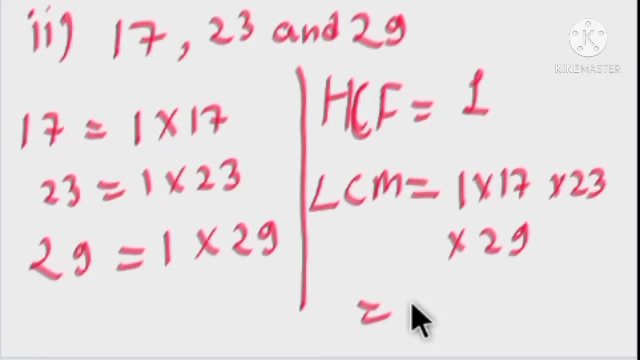 ii) 17, 23 and 29
17 = 1 x 17
23 = 1 x 23
29 = 1 x 29
HCF = 1
LCM = 1 x 17 x 23
x 29
=
KINEMASTER